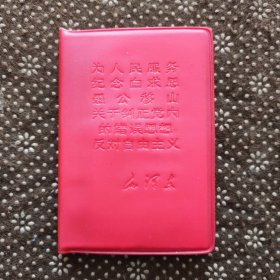 为人民服务
纪念白求恩
愚公移山
关于纠正党内
的错误思想
反对自由主义
毛泽东